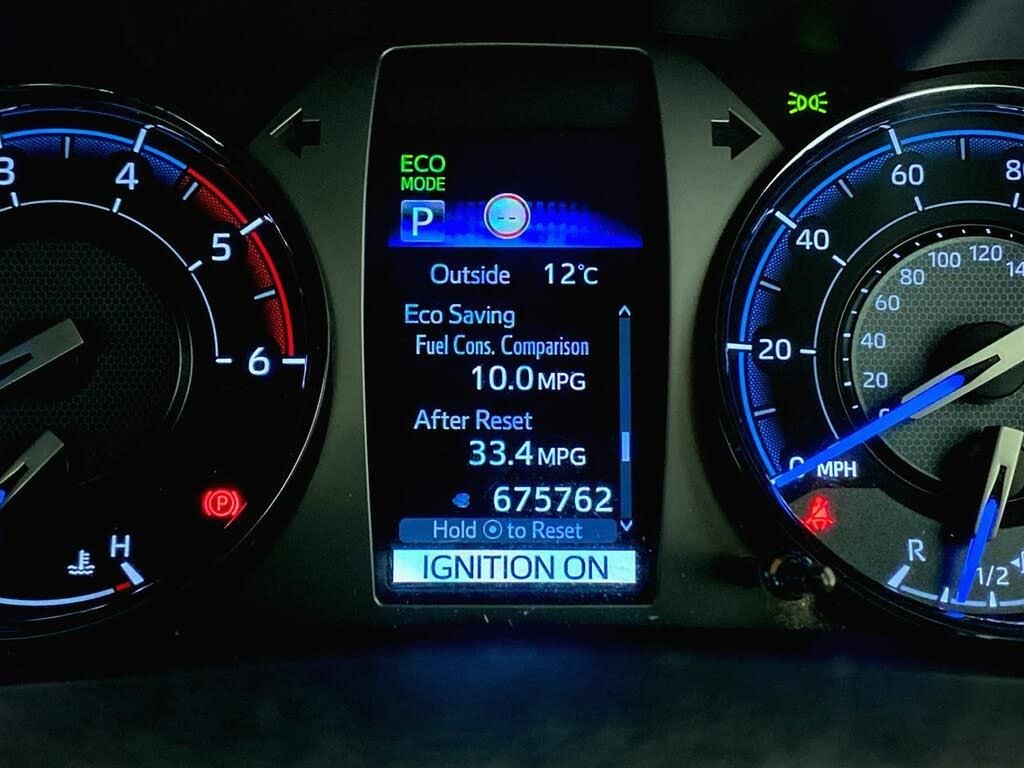 ECO
MODE
P
--
Outside 12°C
Eco Saving
Fuel Cons. Comparison
10.0 MPG
After Reset
33.4 MPG
675762
Hold ⦿ to Reset
IGNITION ON
3
4
5
6
P
H
0
20
40
60
80
MPH
20
40
60
80
100
120
R
1/2